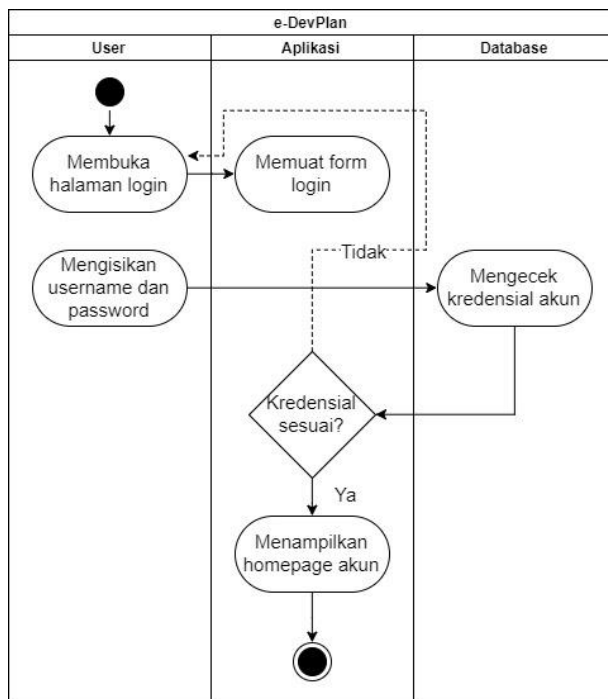 e-DevPlan
User
Aplikasi
Database
Membuka
halaman login
Memuat form
login
Tidak
Mengisikan
username dan
password
Mengecek
kredensial akun
Kredensial
sesuai?
Ya
Menampilkan
homepage akun